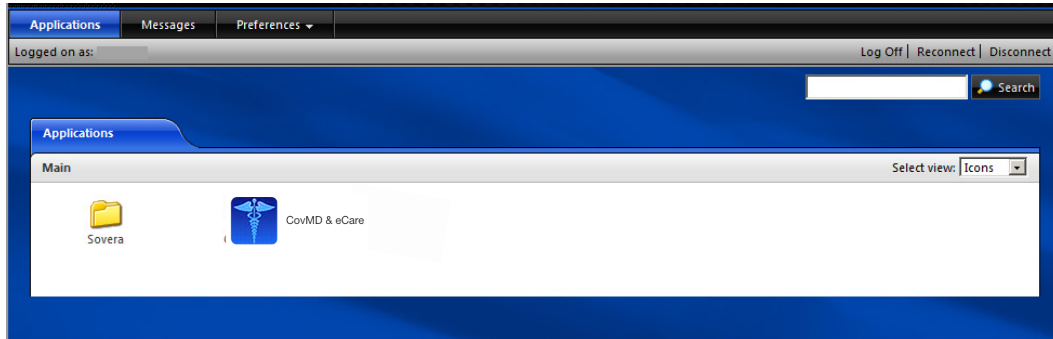 Applications Messages Preferences
Logged on as: Log Off | Reconnect | Disconnect
Search
Applications
Main Select view: Icons
CovMD & eCare
Sovera